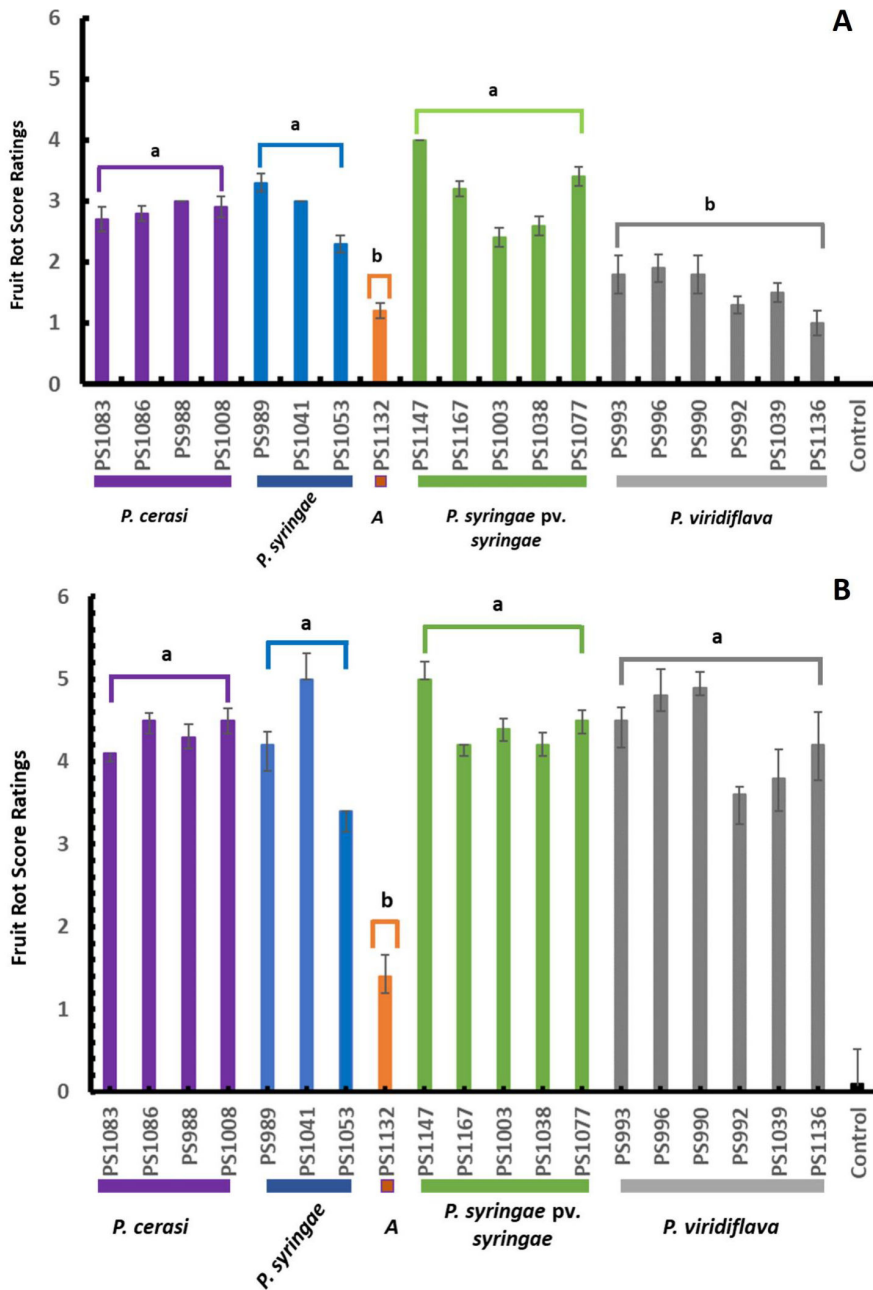 A
6
5
4
3
2
1
0
Fruit Rot Score Ratings
a
a
b
a
b
PS1083
PS1086
PS988
PS1008
PS989
PS1041
PS1053
PS1132
PS1147
PS1167
PS1003
PS1038
PS1077
PS993
PS996
PS990
PS992
PS1039
PS1136
Control
P. cerasi
P. syringae
A
P. syringae pv.
syringae
P. viridiflava
B
6
5
4
3
2
1
0
Fruit Rot Score Ratings
a
a
b
a
a
PS1083
PS1086
PS988
PS1008
PS989
PS1041
PS1053
PS1132
PS1147
PS1167
PS1003
PS1038
PS1077
PS993
PS996
PS990
PS992
PS1039
PS1136
Control
P. cerasi
P. syringae
A
P. syringae pv.
syringae
P. viridiflava